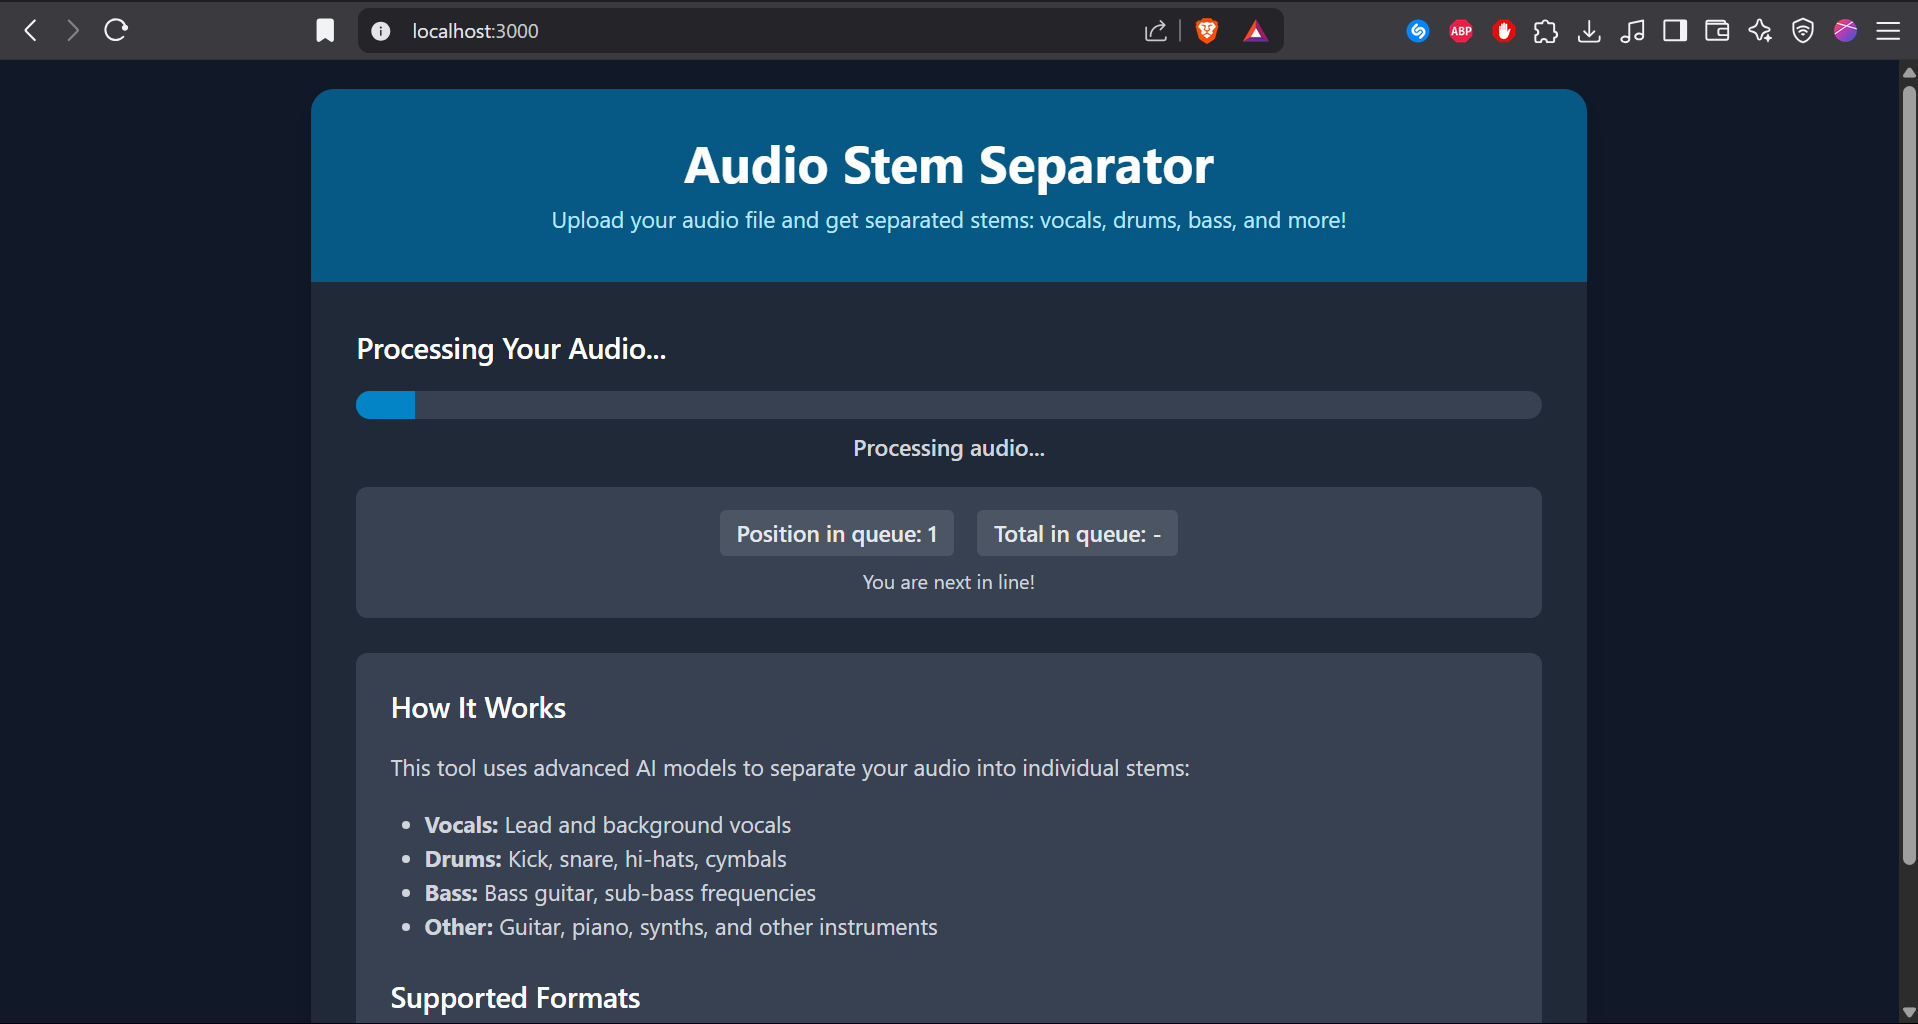 localhost:3000
ABP
Audio Stem Separator
Upload your audio file and get separated stems: vocals, drums, bass, and more!
Processing Your Audio...
Processing audio...
Position in queue: 1
Total in queue: -
You are next in line!
How It Works
This tool uses advanced AI models to separate your audio into individual stems:
Vocals: Lead and background vocals
Drums: Kick, snare, hi-hats, cymbals
Bass: Bass guitar, sub-bass frequencies
Other: Guitar, piano, synths, and other instruments
Supported Formats